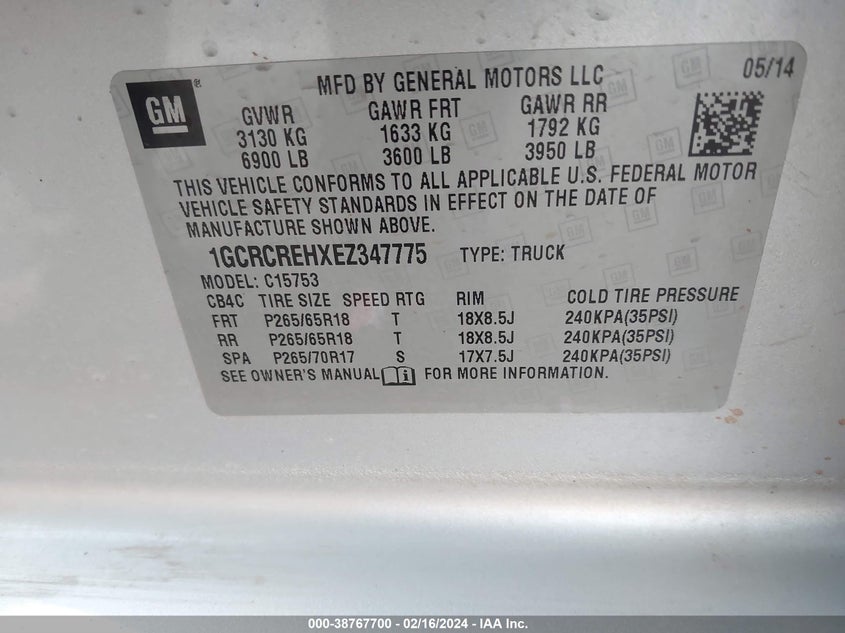 MFD BY GENERAL MOTORS LLC 05/14
GM®
GVWR GAWR FRT GAWR RR
3130 KG 1633 KG 1792 KG
6900 LB 3600 LB 3950 LB
THIS VEHICLE CONFORMS TO ALL APPLICABLE U.S. FEDERAL MOTOR
VEHICLE SAFETY STANDARDS IN EFFECT ON THE DATE OF
MANUFACTURE SHOWN ABOVE.
1GCRCREHXEZ347775 TYPE: TRUCK
MODEL: C15753
CB4C TIRE SIZE SPEED RTG RIM COLD TIRE PRESSURE
FRT P265/65R18 T 18X8.5J 240KPA(35PSI)
RR P265/65R18 T 18X8.5J 240KPA(35PSI)
SPA P265/70R17 S 17X7.5J 240KPA(35PSI)
SEE OWNER'S MANUAL FOR MORE INFORMATION.
000-38767700 - 02/16/2024 - IAA Inc.